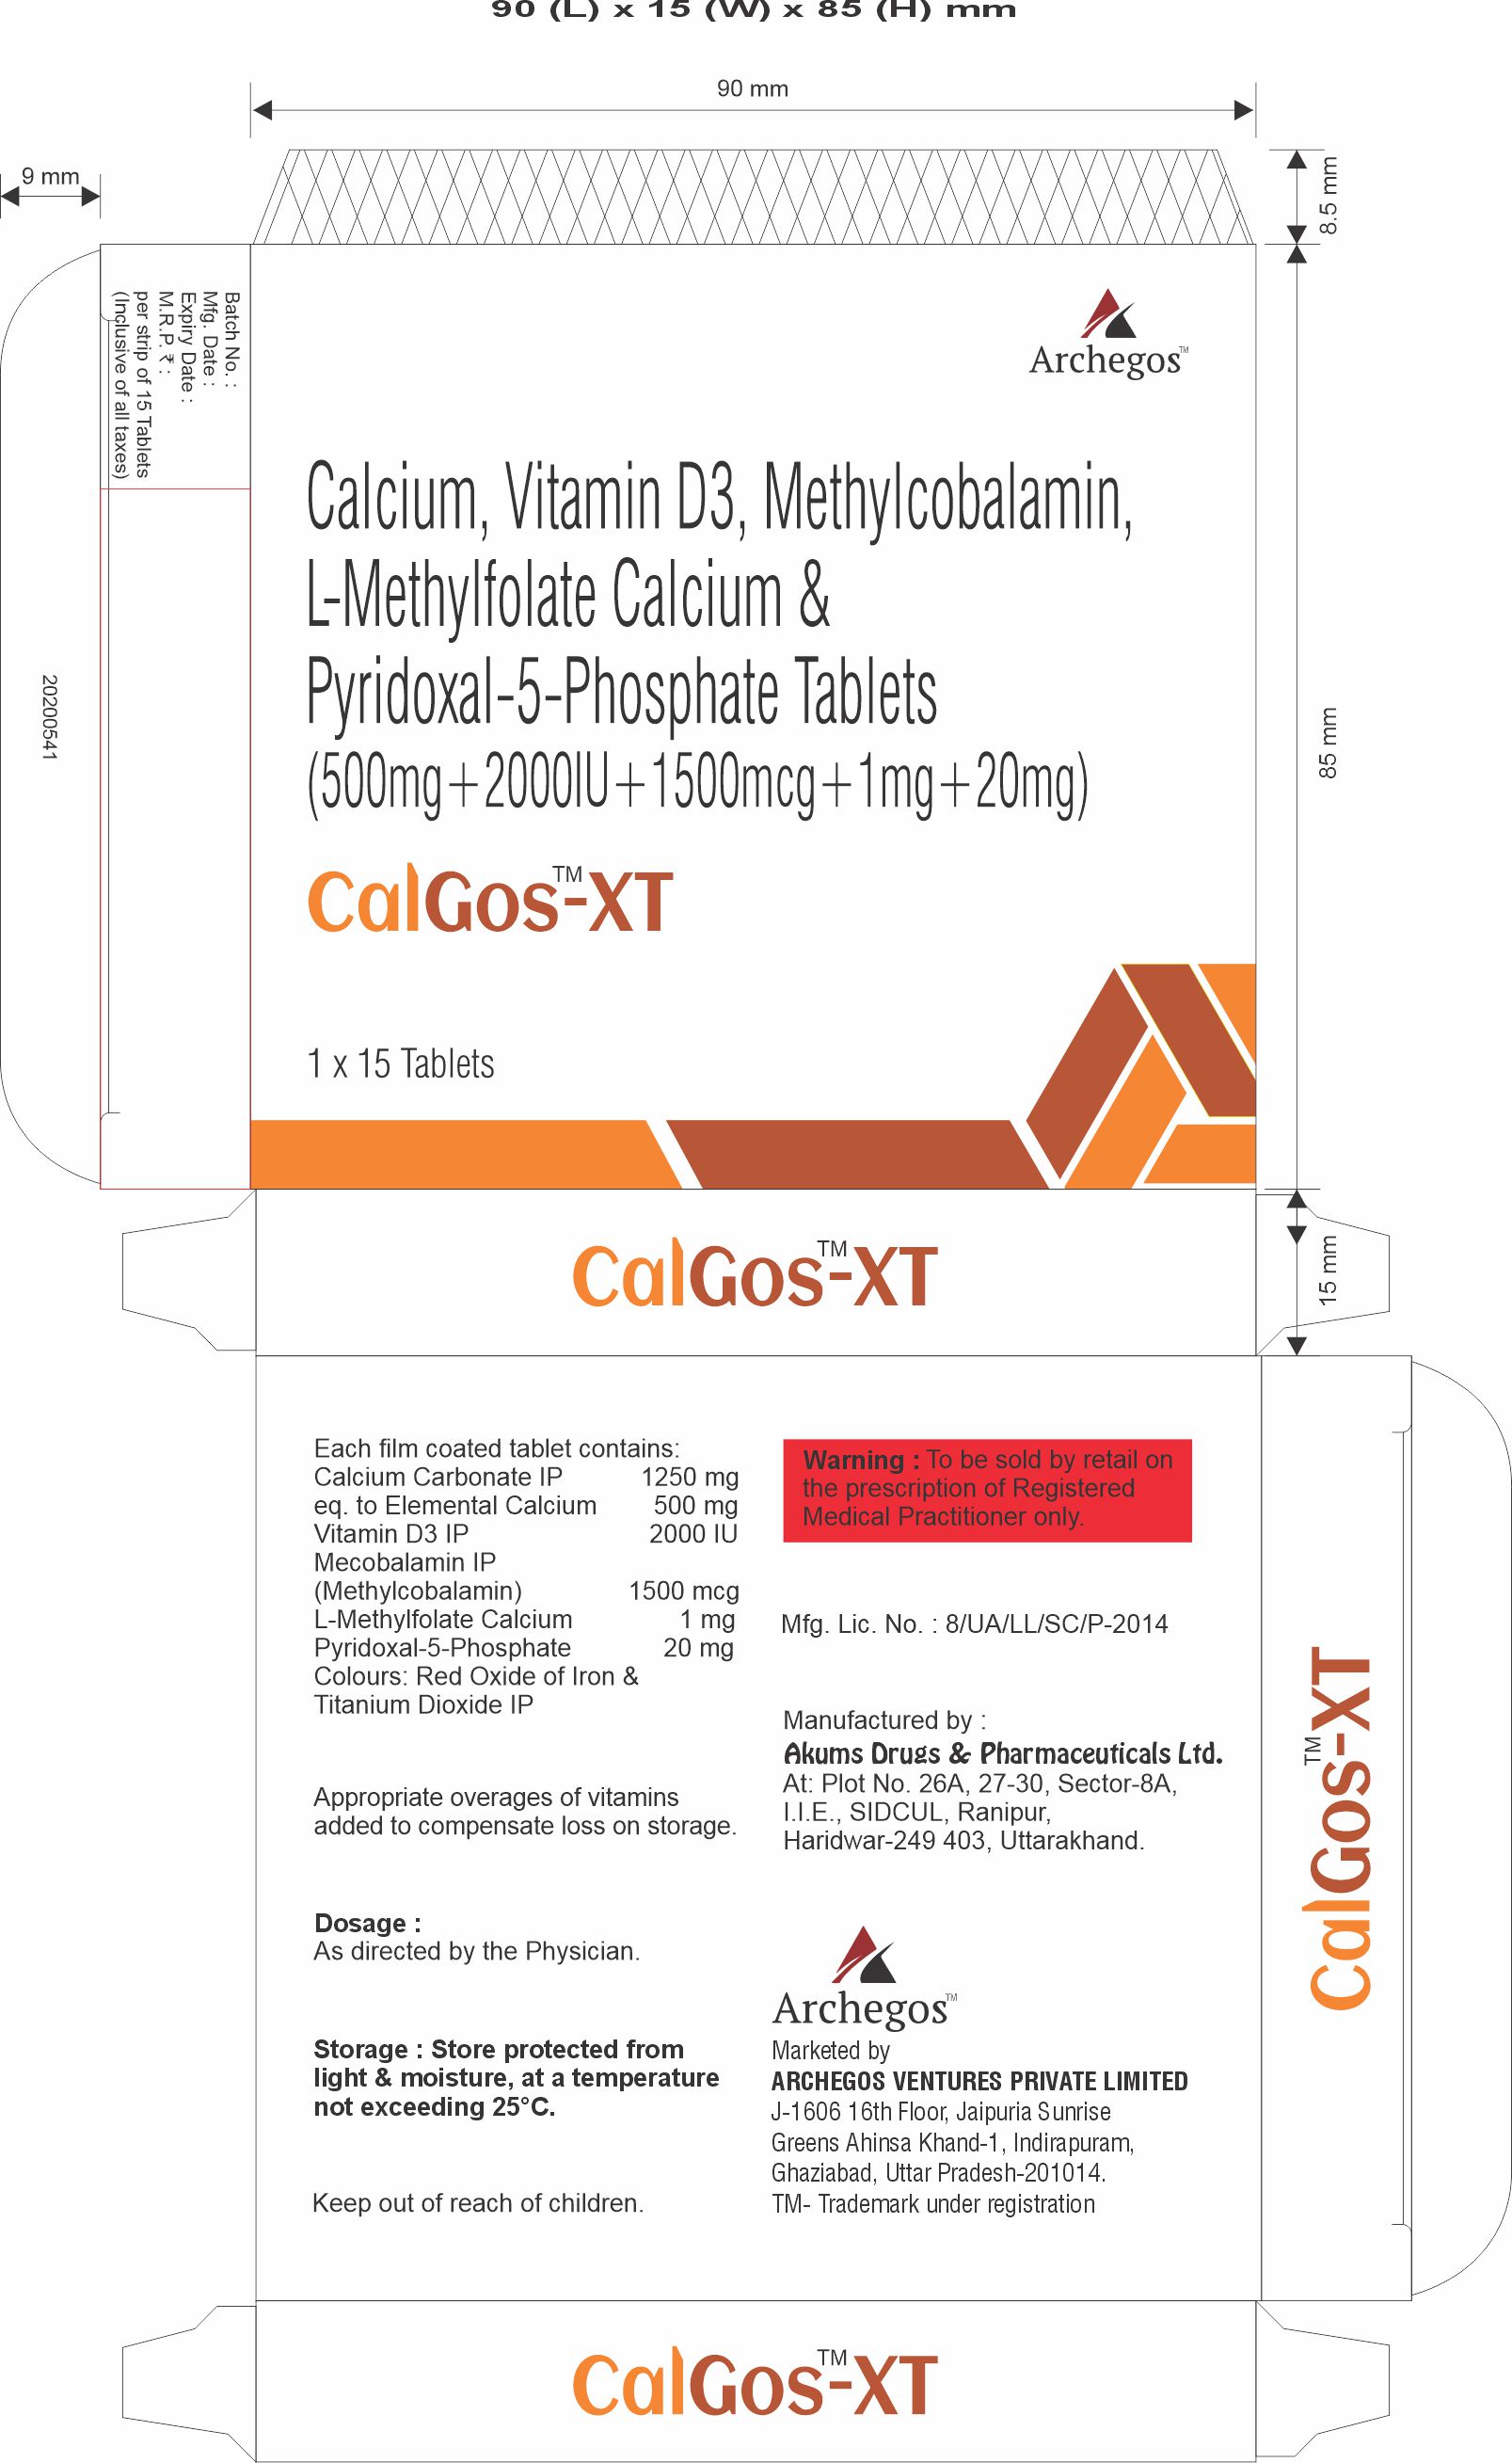 90 (L) x 15 (W) x 85 (H) mm
90 mm
9 mm
8.5 mm
Batch No. :
Mfg. Date :
Expiry Date :
M.R.P. ₹ :
per strip of 15 Tablets
(Inclusive of all taxes)
20200541
Archegos™
Calcium, Vitamin D3, Methylcobalamin,
L-Methylfolate Calcium &
Pyridoxal-5-Phosphate Tablets
(500mg+2000IU+1500mcg+1mg+20mg)
CalGos™-XT
1 x 15 Tablets
85 mm
CalGos™-XT
15 mm
Each film coated tablet contains:
Calcium Carbonate IP 1250 mg
eq. to Elemental Calcium 500 mg
Vitamin D3 IP 2000 IU
Mecobalamin IP
(Methylcobalamin) 1500 mcg
L-Methylfolate Calcium 1 mg
Pyridoxal-5-Phosphate 20 mg
Colours: Red Oxide of Iron &
Titanium Dioxide IP
Appropriate overages of vitamins
added to compensate loss on storage.
Dosage :
As directed by the Physician.
Storage : Store protected from
light & moisture, at a temperature
not exceeding 25°C.
Keep out of reach of children.
Warning : To be sold by retail on
the prescription of Registered
Medical Practitioner only.
Mfg. Lic. No. : 8/UA/LL/SC/P-2014
Manufactured by :
Akums Drugs & Pharmaceuticals Ltd.
At: Plot No. 26A, 27-30, Sector-8A,
I.I.E., SIDCUL, Ranipur,
Haridwar-249 403, Uttarakhand.
Archegos™
Marketed by
ARCHEGOS VENTURES PRIVATE LIMITED
J-1606 16th Floor, Jaipuria Sunrise
Greens Ahinsa Khand-1, Indirapuram,
Ghaziabad, Uttar Pradesh-201014.
TM- Trademark under registration
CalGos™-XT
CalGos™-XT